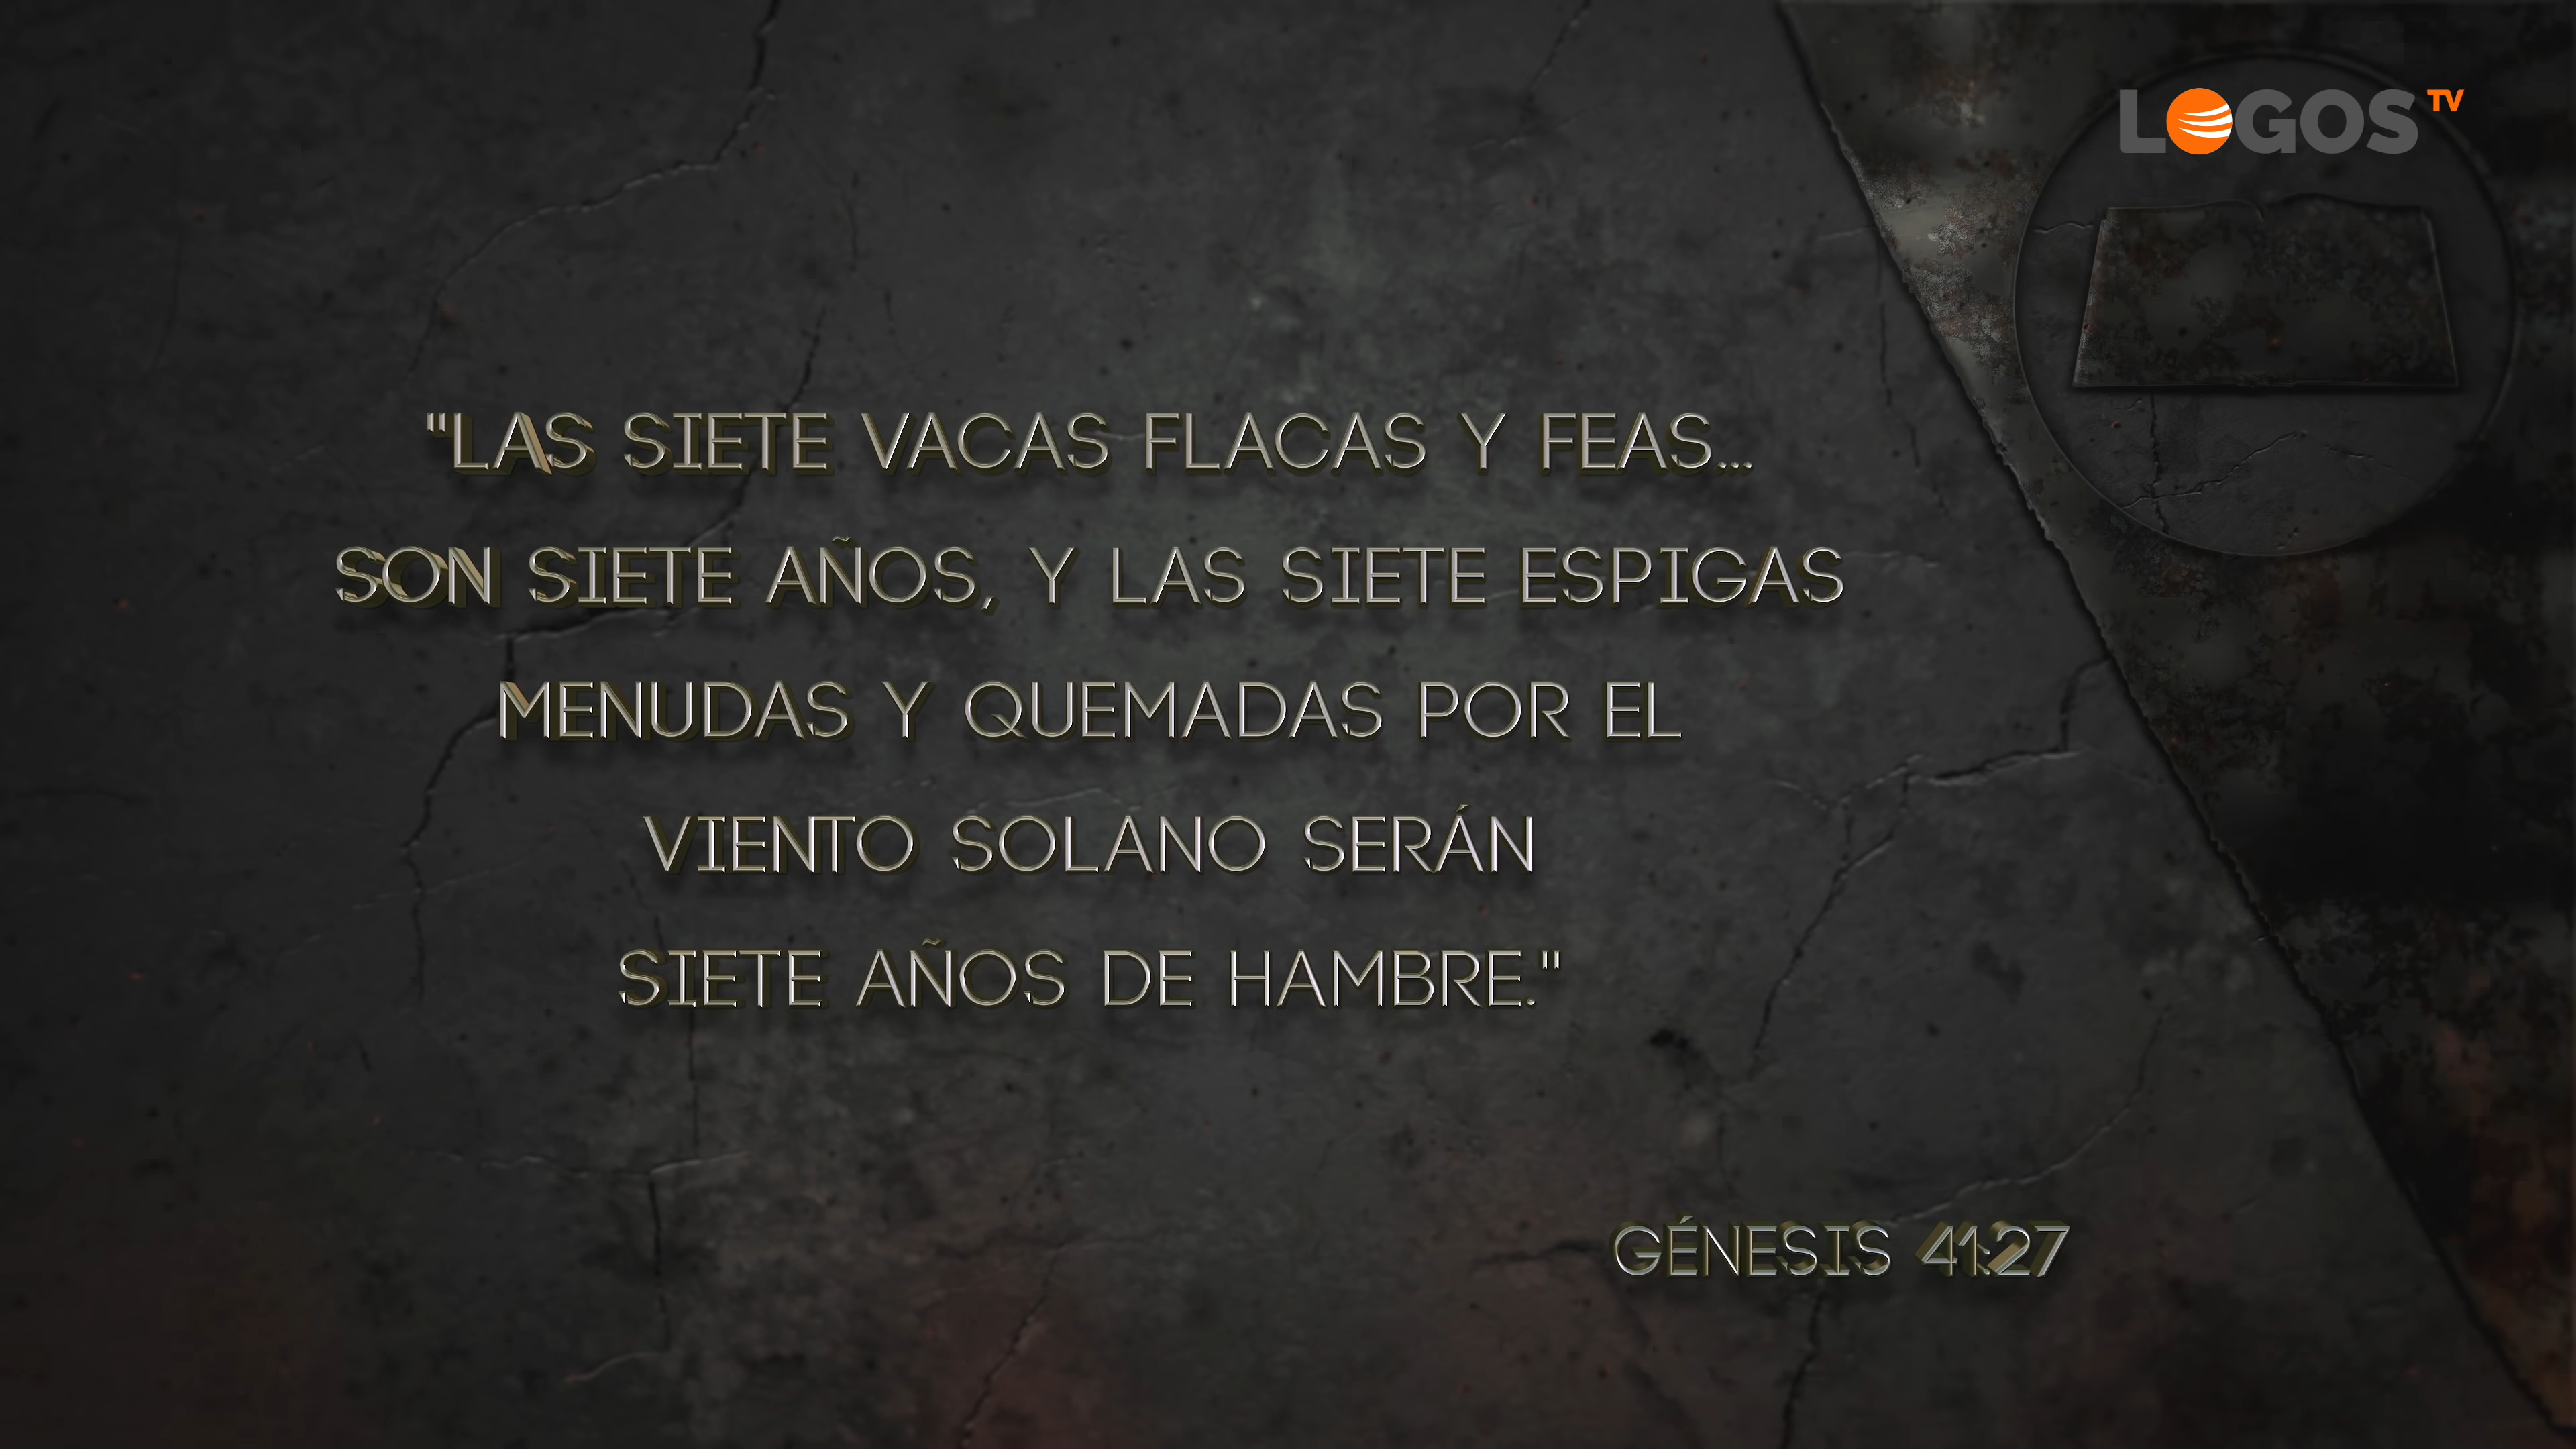 LOGOS TV
"LAS SIETE VACAS FLACAS Y FEAS...
SON SIETE AÑOS, Y LAS SIETE ESPIGAS
MENUDAS Y QUEMADAS POR EL
VIENTO SOLANO SERÁN
SIETE AÑOS DE HAMBRE."
GÉNESIS 41:27